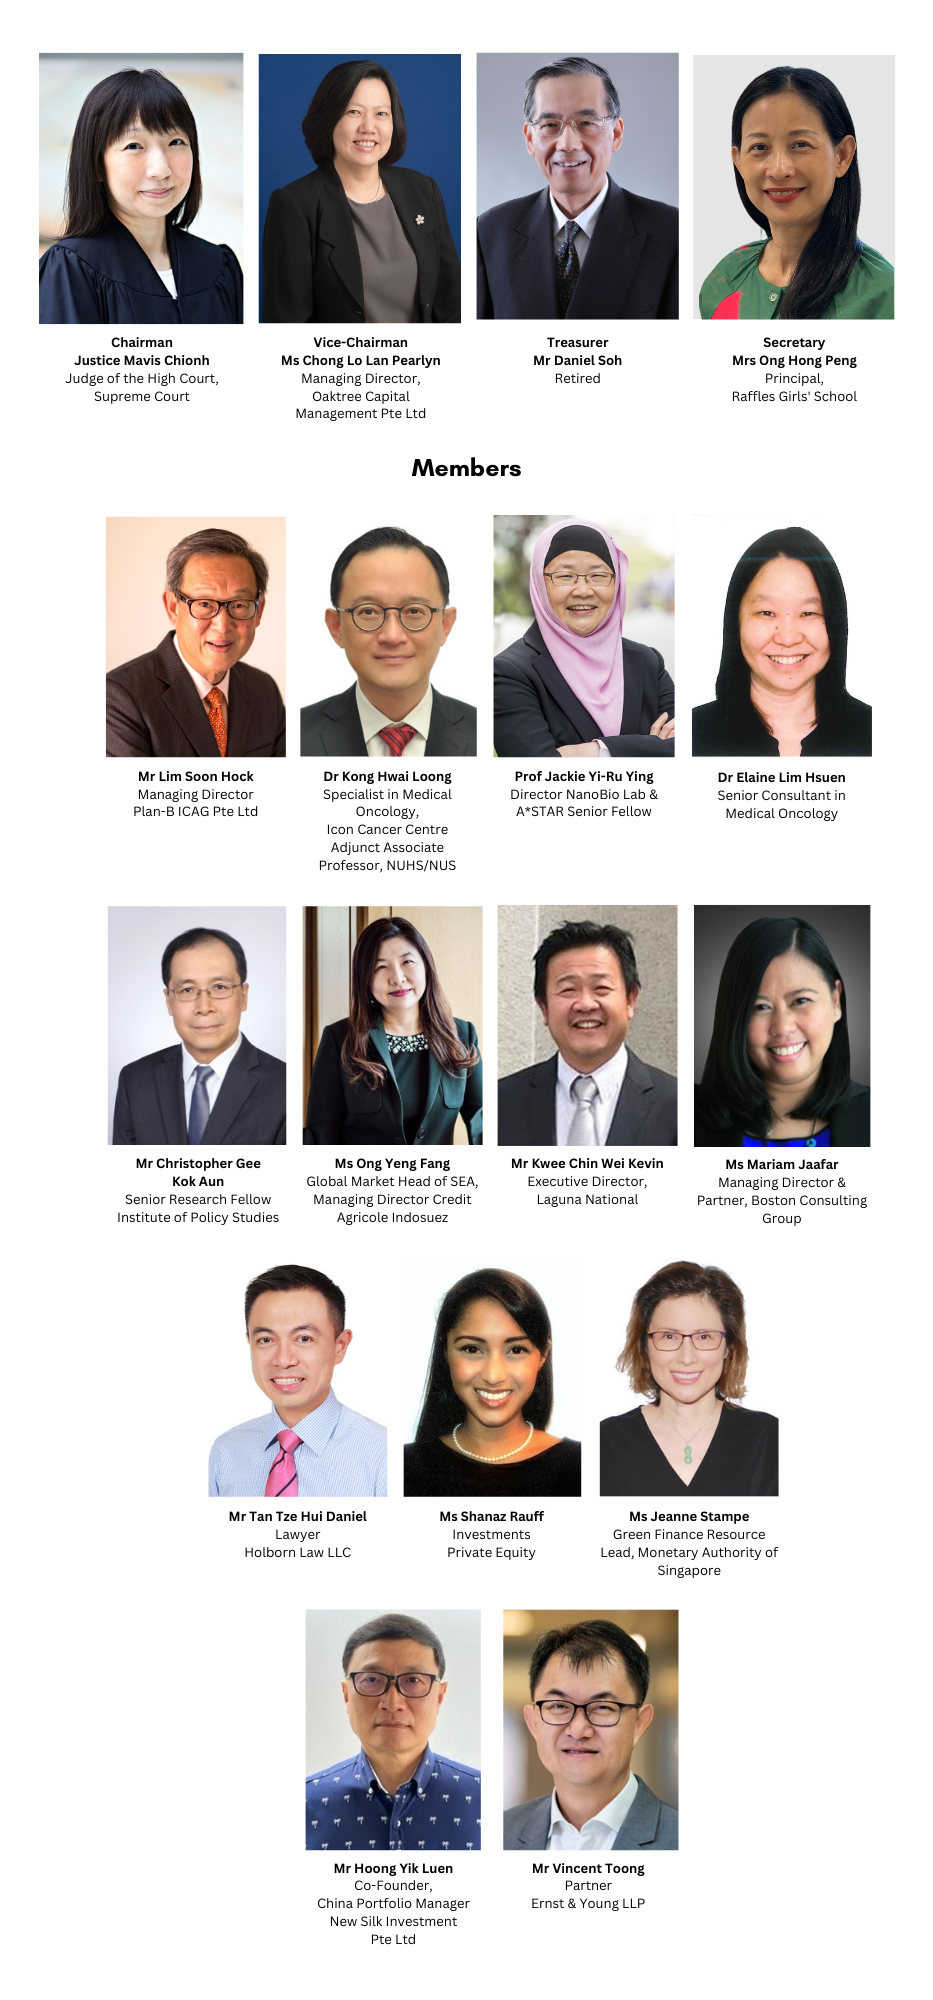 Chairman
Justice Mavis Chionh
Judge of the High Court,
Supreme Court
Vice-Chairman
Ms Chong Lo Lan Pearlyn
Managing Director,
Oaktree Capital
Management Pte Ltd
Treasurer
Mr Daniel Soh
Retired
Secretary
Mrs Ong Hong Peng
Principal,
Raffles Girls' School
Members
Mr Lim Soon Hock
Managing Director
Plan-B ICAG Pte Ltd
Dr Kong Hwai Loong
Specialist in Medical
Oncology,
Icon Cancer Centre
Adjunct Associate
Professor, NUHS/NUS
Prof Jackie Yi-Ru Ying
Director NanoBio Lab &
A*STAR Senior Fellow
Dr Elaine Lim Hsuen
Senior Consultant in
Medical Oncology
Mr Christopher Gee
Kok Aun
Senior Research Fellow
Institute of Policy Studies
Ms Ong Yeng Fang
Global Market Head of SEA,
Managing Director Credit
Agricole Indosuez
Mr Kwee Chin Wei Kevin
Executive Director,
Laguna National
Ms Mariam Jaafar
Managing Director &
Partner, Boston Consulting
Group
Mr Tan Tze Hui Daniel
Lawyer
Holborn Law LLC
Ms Shanaz Rauff
Investments
Private Equity
Ms Jeanne Stampe
Green Finance Resource
Lead, Monetary Authority of
Singapore
Mr Hoong Yik Luen
Co-Founder,
China Portfolio Manager
New Silk Investment
Pte Ltd
Mr Vincent Toong
Partner
Ernst & Young LLP